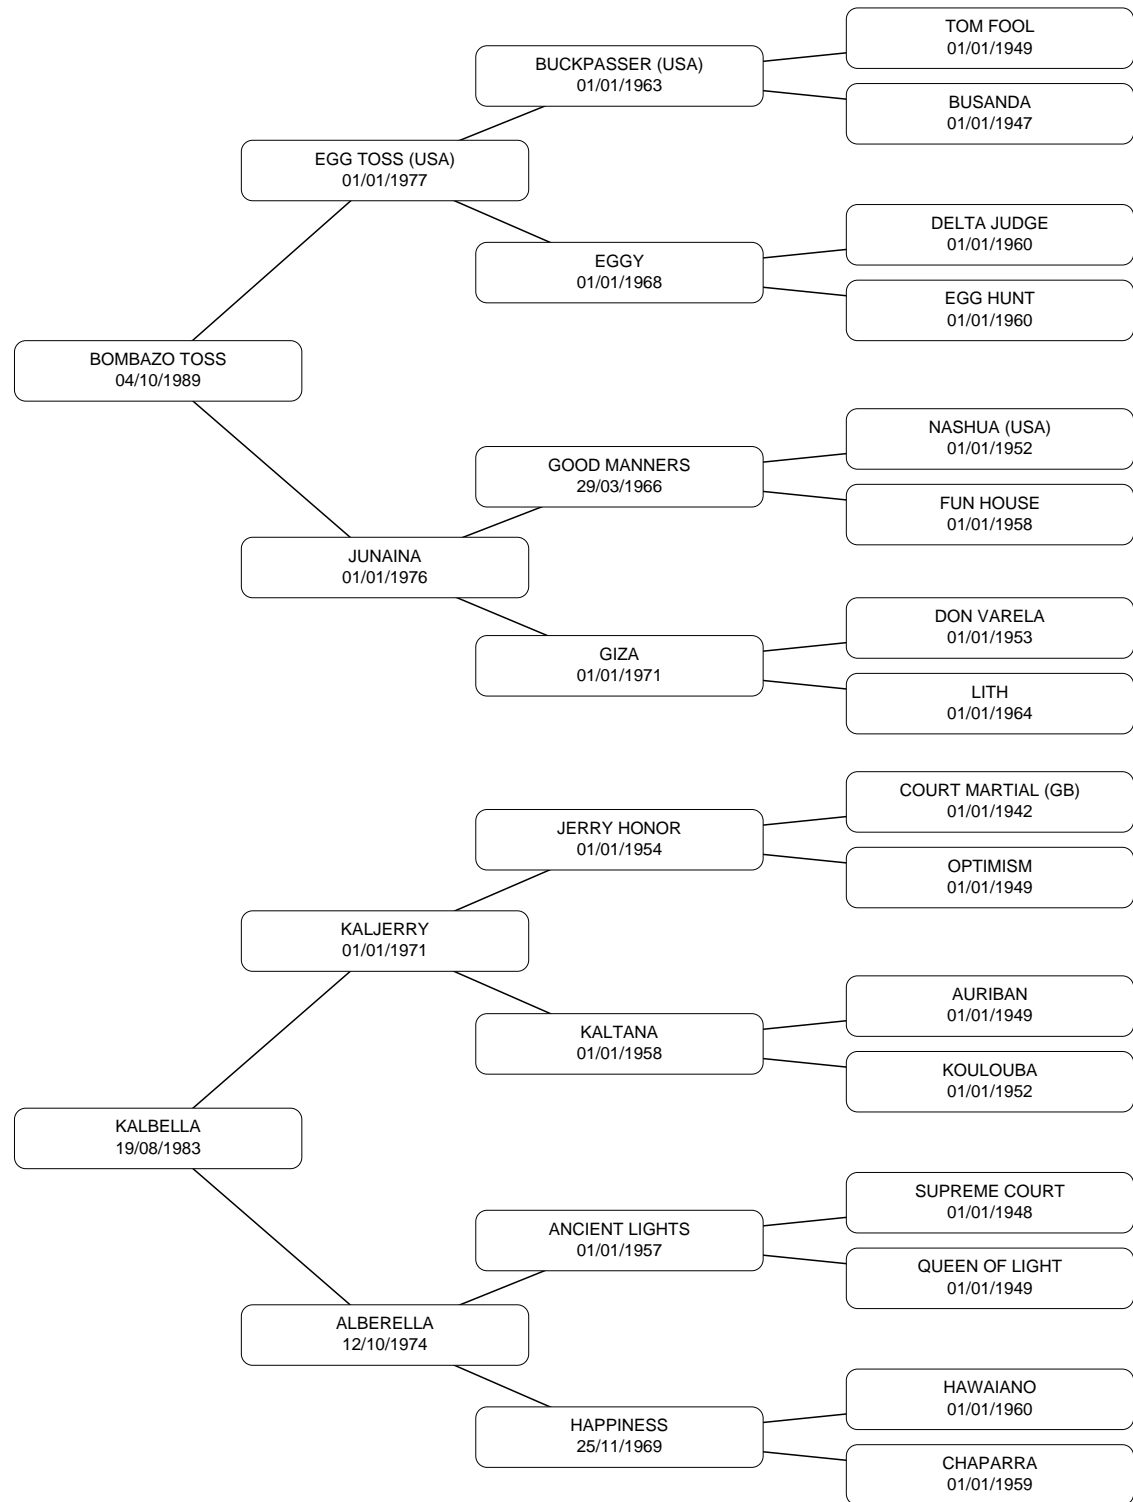 TOM FOOL
01/01/1949
BUCKPASSER (USA)
01/01/1963
BUSANDA
01/01/1947
EGG TOSS (USA)
01/01/1977
DELTA JUDGE
01/01/1960
EGGY
01/01/1968
EGG HUNT
01/01/1960
BOMBAZO TOSS
04/10/1989
NASHUA (USA)
01/01/1952
GOOD MANNERS
29/03/1966
FUN HOUSE
01/01/1958
JUNAINA
01/01/1976
DON VARELA
01/01/1953
GIZA
01/01/1971
LITH
01/01/1964
COURT MARTIAL (GB)
01/01/1942
JERRY HONOR
01/01/1954
OPTIMISM
01/01/1949
KALJERRY
01/01/1971
AURIBAN
01/01/1949
KALTANA
01/01/1958
KOULOUBA
01/01/1952
KALBELLA
19/08/1983
SUPREME COURT
01/01/1948
ANCIENT LIGHTS
01/01/1957
QUEEN OF LIGHT
01/01/1949
ALBERELLA
12/10/1974
HAWAIANO
01/01/1960
HAPPINESS
25/11/1969
CHAPARRA
01/01/1959